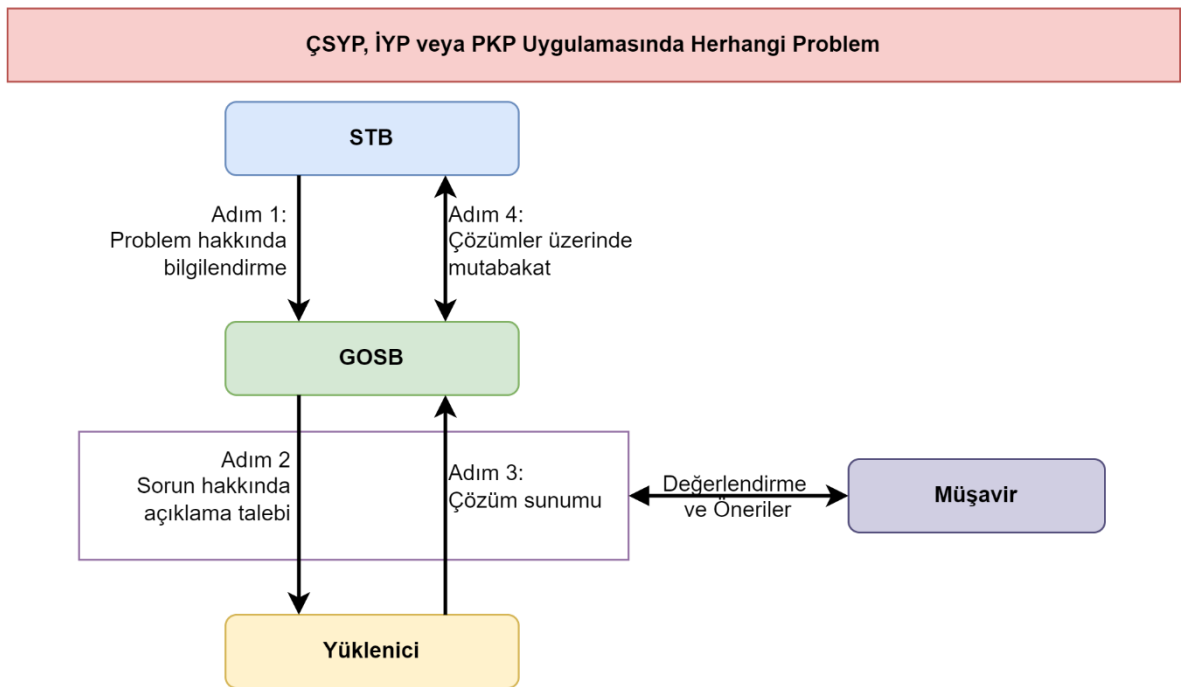 ÇSYP, İYP veya PKP Uygulamasında Herhangi Problem
STB
Adım 1:
Problem hakkında
bilgilendirme
Adım 4:
Çözümler üzerinde
mutabakat
GOSB
Adım 2
Sorun hakkında
açıklama talebi
Adım 3:
Çözüm sunumu
Değerlendirme
ve Öneriler
Müşavir
Yüklenici